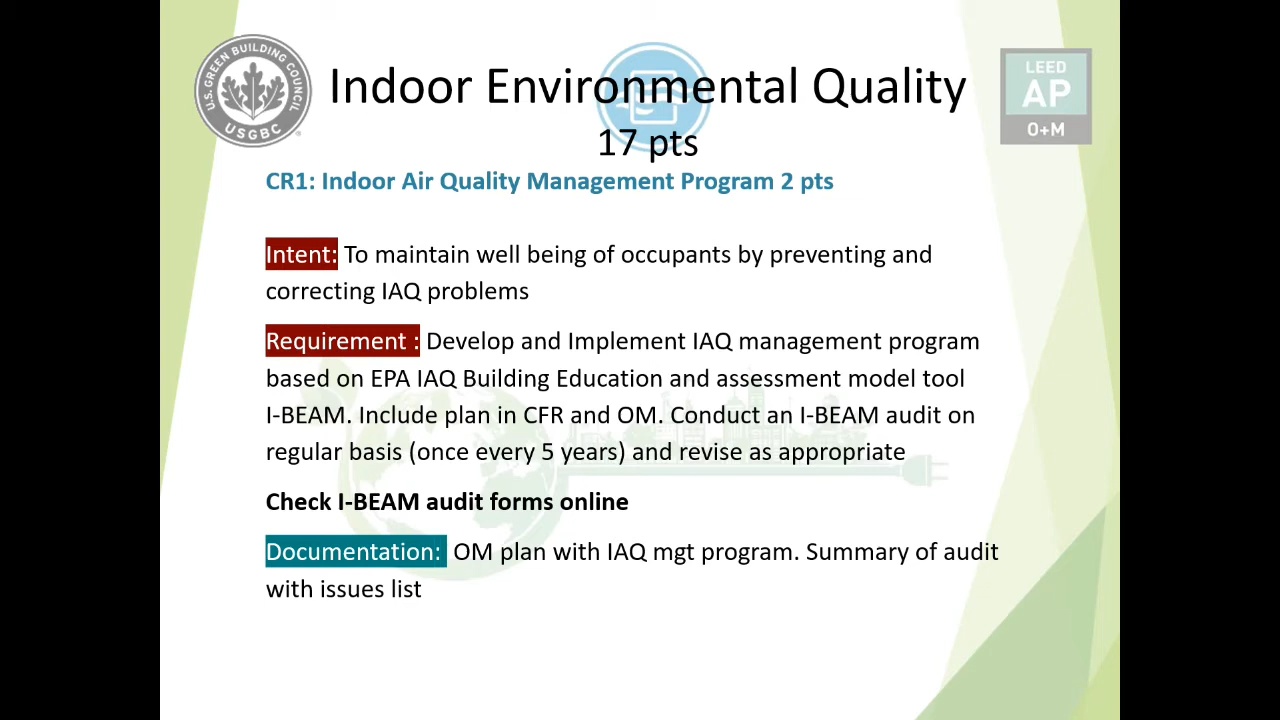 U.S. GREEN BUILDING COUNCIL
USGBC
Indoor Environmental Quality
17 pts
LEED
AP
O+M
CR1: Indoor Air Quality Management Program 2 pts
Intent: To maintain well being of occupants by preventing and
correcting IAQ problems
Requirement : Develop and Implement IAQ management program
based on EPA IAQ Building Education and assessment model tool
I-BEAM. Include plan in CFR and OM. Conduct an I-BEAM audit on
regular basis (once every 5 years) and revise as appropriate
Check I-BEAM audit forms online
Documentation: OM plan with IAQ mgt program. Summary of audit
with issues list